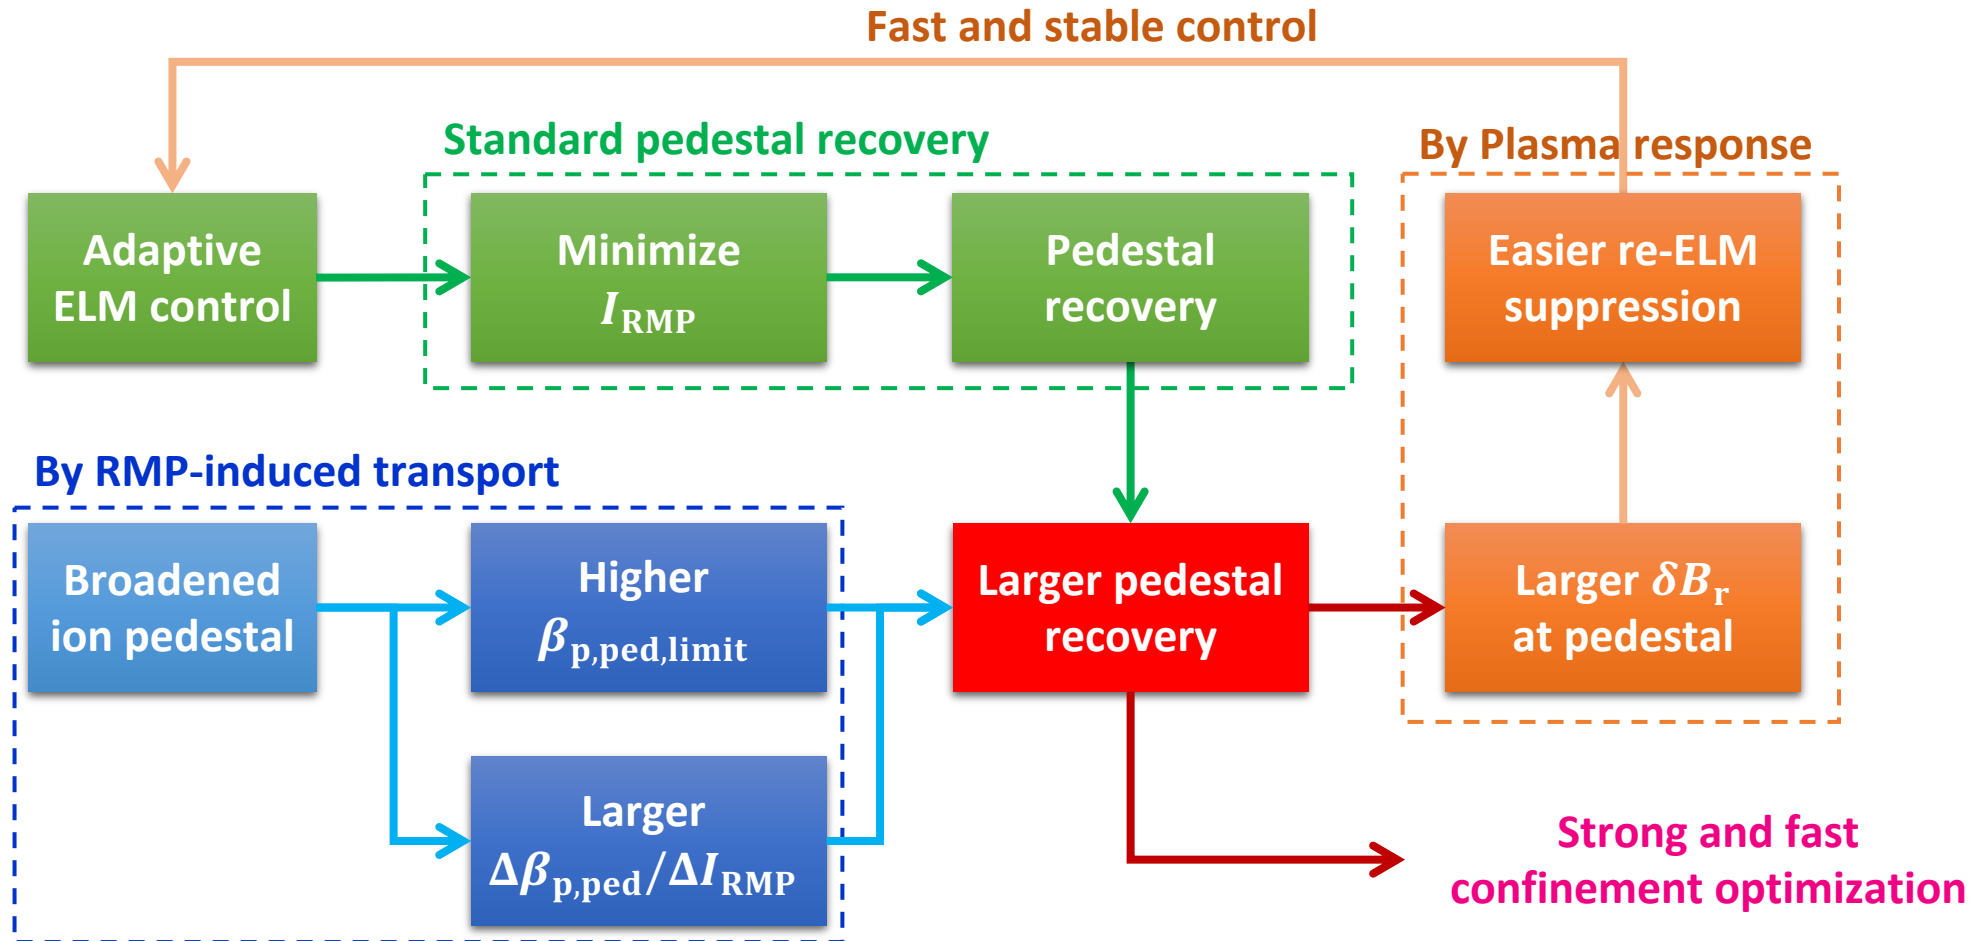 Fast and stable control
Standard pedestal recovery
By Plasma response
Adaptive
ELM control
Minimize
I_RMP
Pedestal
recovery
Easier re-ELM
suppression
By RMP-induced transport
Broadened
ion pedestal
Higher
β_p,ped,limit
Larger pedestal
recovery
Larger δB_r
at pedestal
Larger
Δβ_p,ped/ΔI_RMP
Strong and fast
confinement optimization